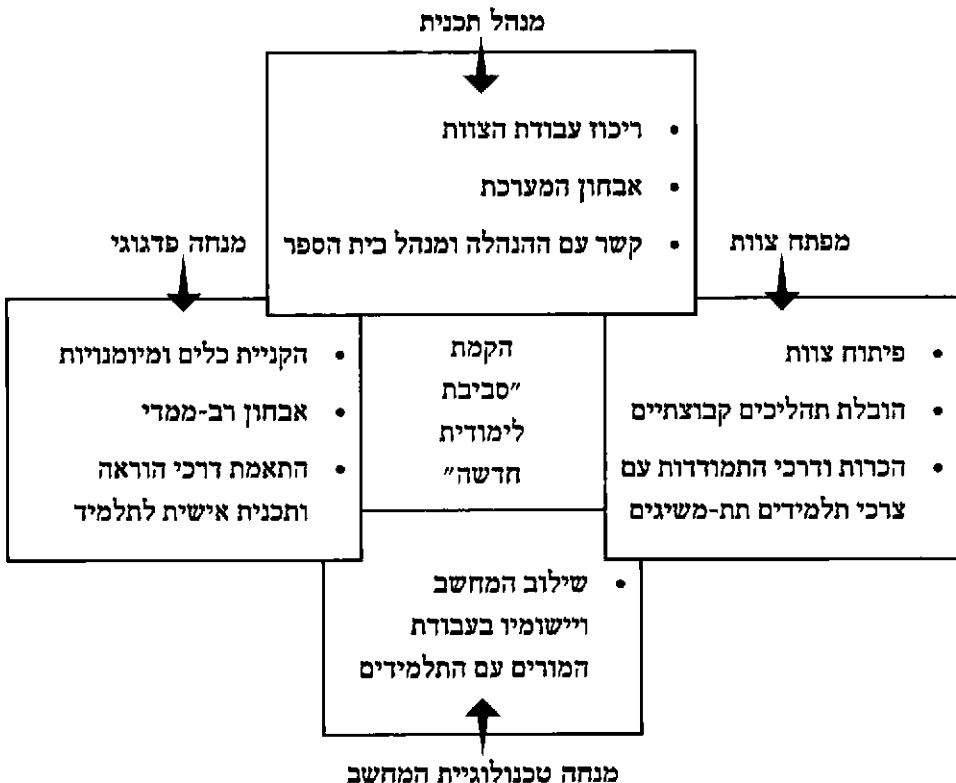 מנהל תכנית
• ריכוז עבודת הצוות
• אבחון המערכת
• קשר עם ההנהלה ומנהל בית הספר
מפתח צוות
• פיתוח צוות
• הובלת תהליכים קבוצתיים
• הכרות ודרכי התמודדות עם
צרכי תלמידים תת-משיגים
הקמת
"סביבת
לימודית
חדשה"
מנחה פדגוגי
• הקניית כלים ומיומנויות
• אבחון רב-ממדי
• התאמת דרכי הוראה
ותכנית אישית לתלמיד
• שילוב המחשב
ויישומיו בעבודת
המורים עם התלמידים
מנחה טכנולוגיית המחשב